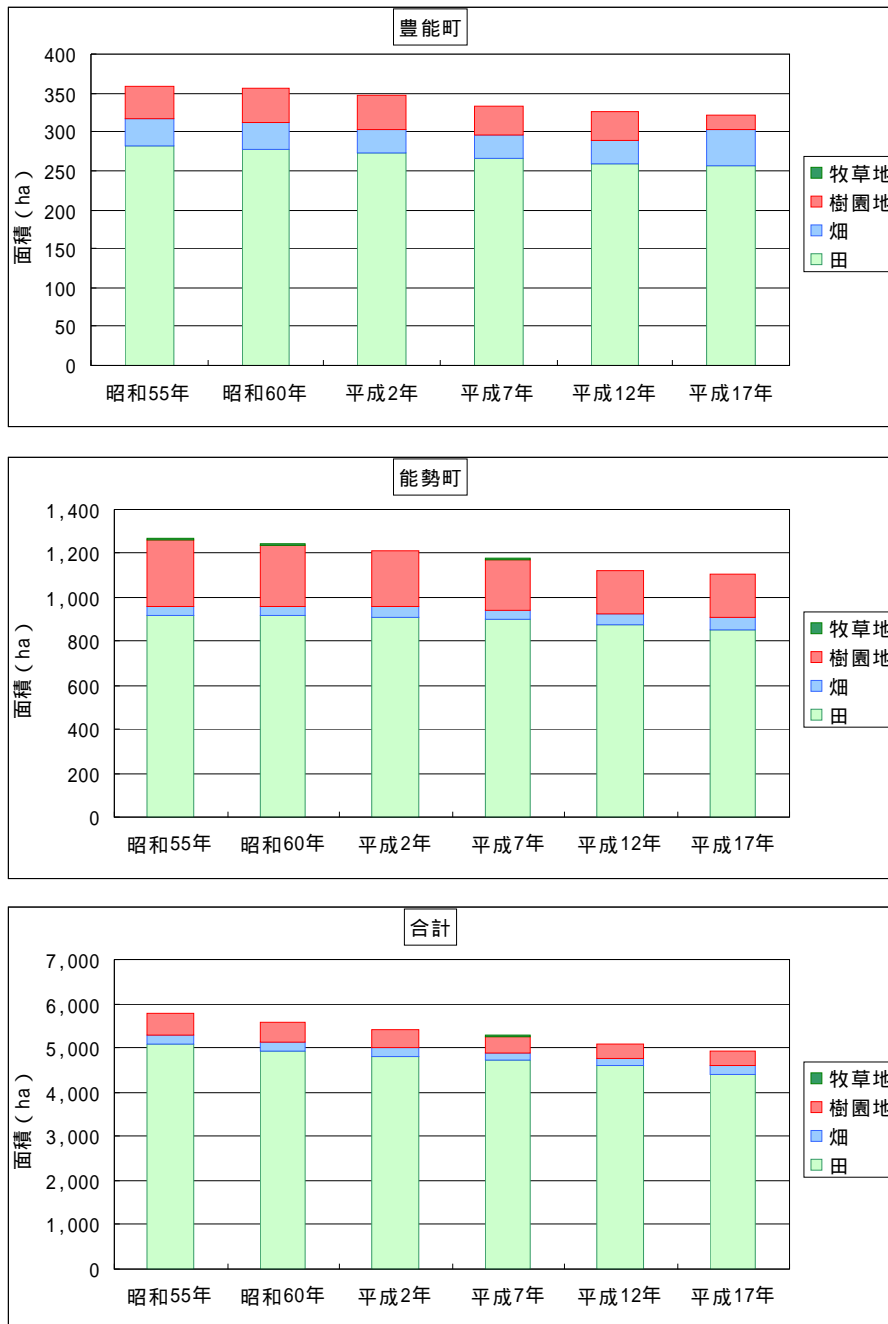 豊能町
400
350
300
250
200
150
100
50
0
面積（ha）
昭和55年 昭和60年 平成2年 平成7年 平成12年 平成17年
牧草地
樹園地
畑
田
能勢町
1,400
1,200
1,000
800
600
400
200
0
面積（ha）
昭和55年 昭和60年 平成2年 平成7年 平成12年 平成17年
牧草地
樹園地
畑
田
合計
7,000
6,000
5,000
4,000
3,000
2,000
1,000
0
面積（ha）
昭和55年 昭和60年 平成2年 平成7年 平成12年 平成17年
牧草地
樹園地
畑
田